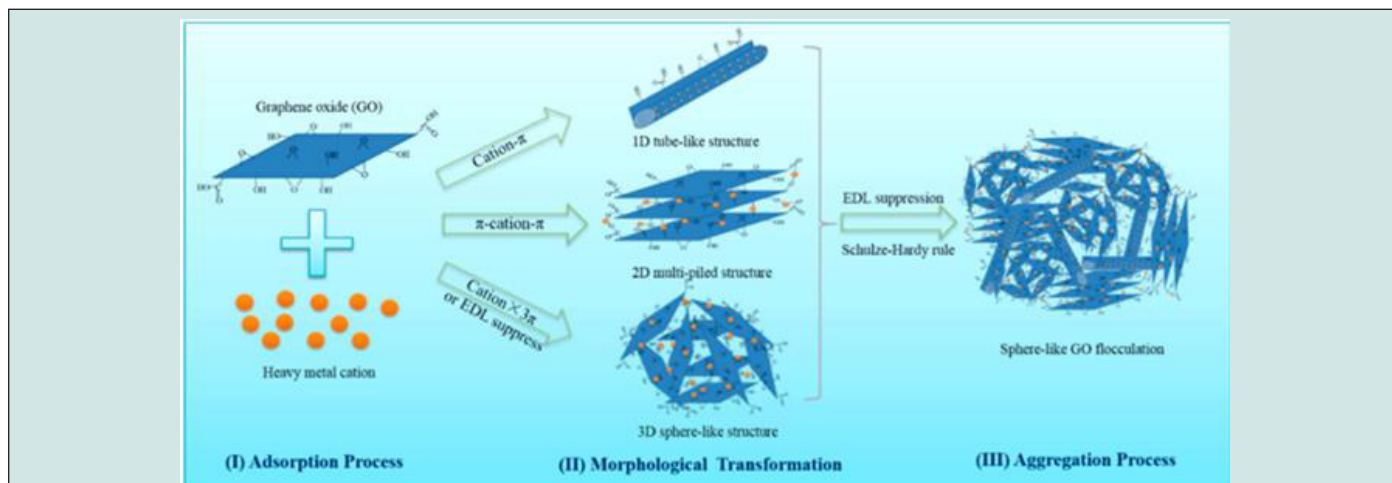 Graphene oxide (GO)
Heavy metal cation
(I) Adsorption Process
Cation-π
π-cation-π
Cation×3π
or EDL suppress
1D tube-like structure
2D multi-piled structure
3D sphere-like structure
(II) Morphological Transformation
EDL suppression
Schulze-Hardy rule
Sphere-like GO flocculation
(III) Aggregation Process